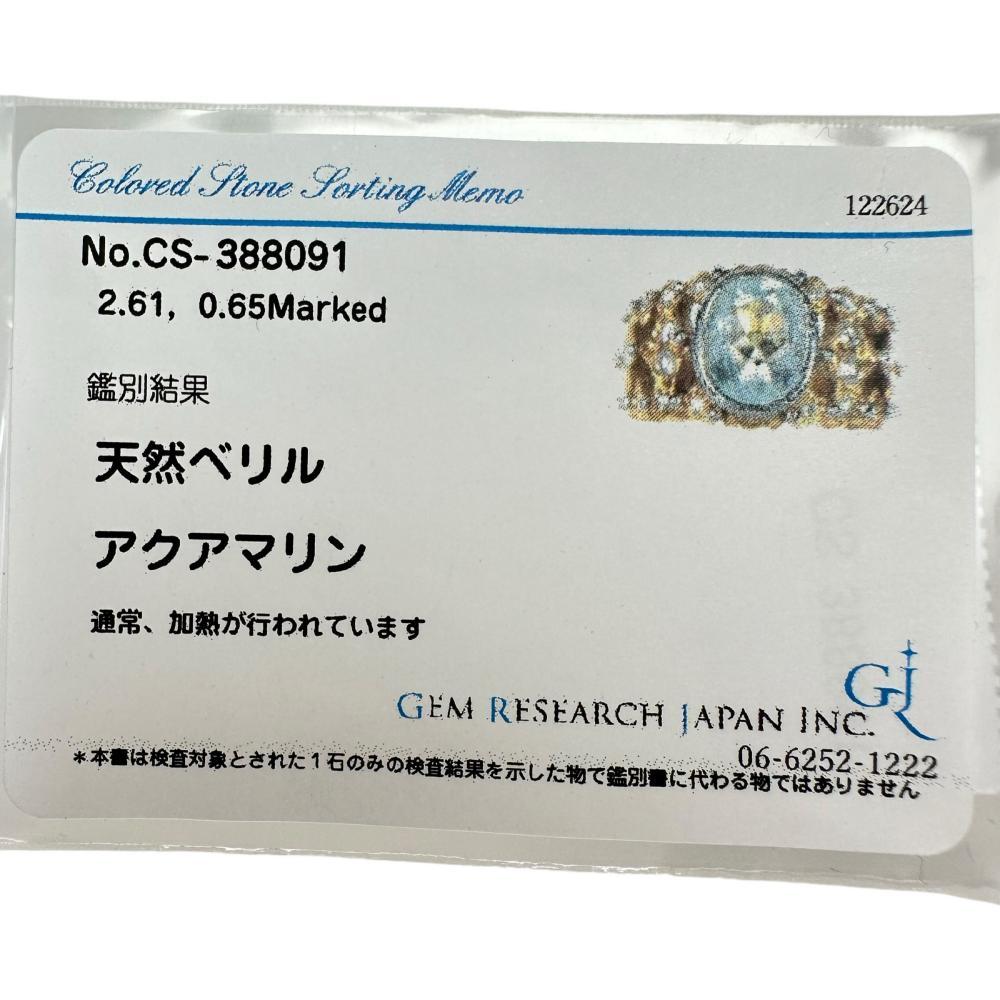 Colored Stone Sorting Memo
122624
No.CS-388091
2.61, 0.65Marked
鑑別結果
天然ベリル
アクアマリン
通常、加熱が行われています
GJ
GEM RESEARCH JAPAN INC.
06-6252-1222
*本書は検査対象とされた1石のみの検査結果を示した物で鑑別書に代わる物ではありません